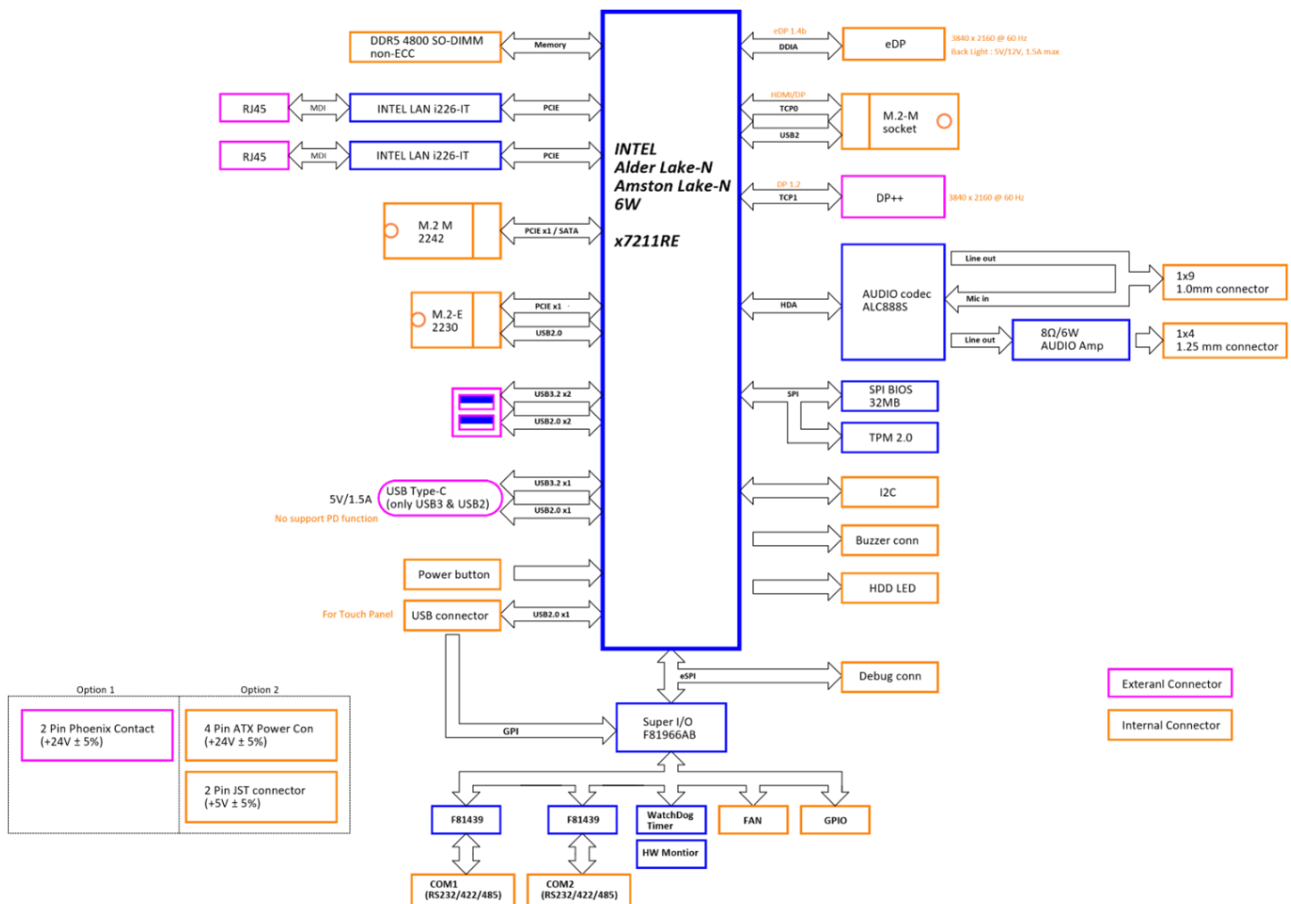 DDR5 4800 SO-DIMM
non-ECC
Memory
eDP 1.4b
DDIA
eDP
3840 x 2160 @ 60 Hz
Back Light : 5V/12V, 1.5A max
RJ45
MDI
INTEL LAN i226-IT
PCIE
HDMI/DP
TCP0
USB2
M.2-M
socket
RJ45
MDI
INTEL LAN i226-IT
PCIE
INTEL
Alder Lake-N
Amston Lake-N
6W
x7211RE
DP 1.2
TCP1
DP++
3840 x 2160 @ 60 Hz
M.2 M
2242
PCIE x1 / SATA
M.2-E
2230
PCIE x1
USB2.0
HDA
AUDIO codec
ALC888S
Line out
Mic in
1x9
1.0mm connector
Line out
8Ω/6W
AUDIO Amp
1x4
1.25 mm connector
USB3.2 x2
USB2.0 x2
SPI
SPI BIOS
32MB
TPM 2.0
5V/1.5A
No support PD function
USB Type-C
(only USB3 & USB2)
USB3.2 x1
USB2.0 x1
I2C
Buzzer conn
Power button
HDD LED
For Touch Panel
USB connector
USB2.0 x1
eSPI
Debug conn
Option 1
Option 2
2 Pin Phoenix Contact
(+24V ± 5%)
4 Pin ATX Power Con
(+24V ± 5%)
2 Pin JST connector
(+5V ± 5%)
GPI
Super I/O
F81966AB
Exteranl Connector
Internal Connector
F81439
F81439
WatchDog
Timer
FAN
GPIO
HW Montior
COM1
(RS232/422/485)
COM2
(RS232/422/485)